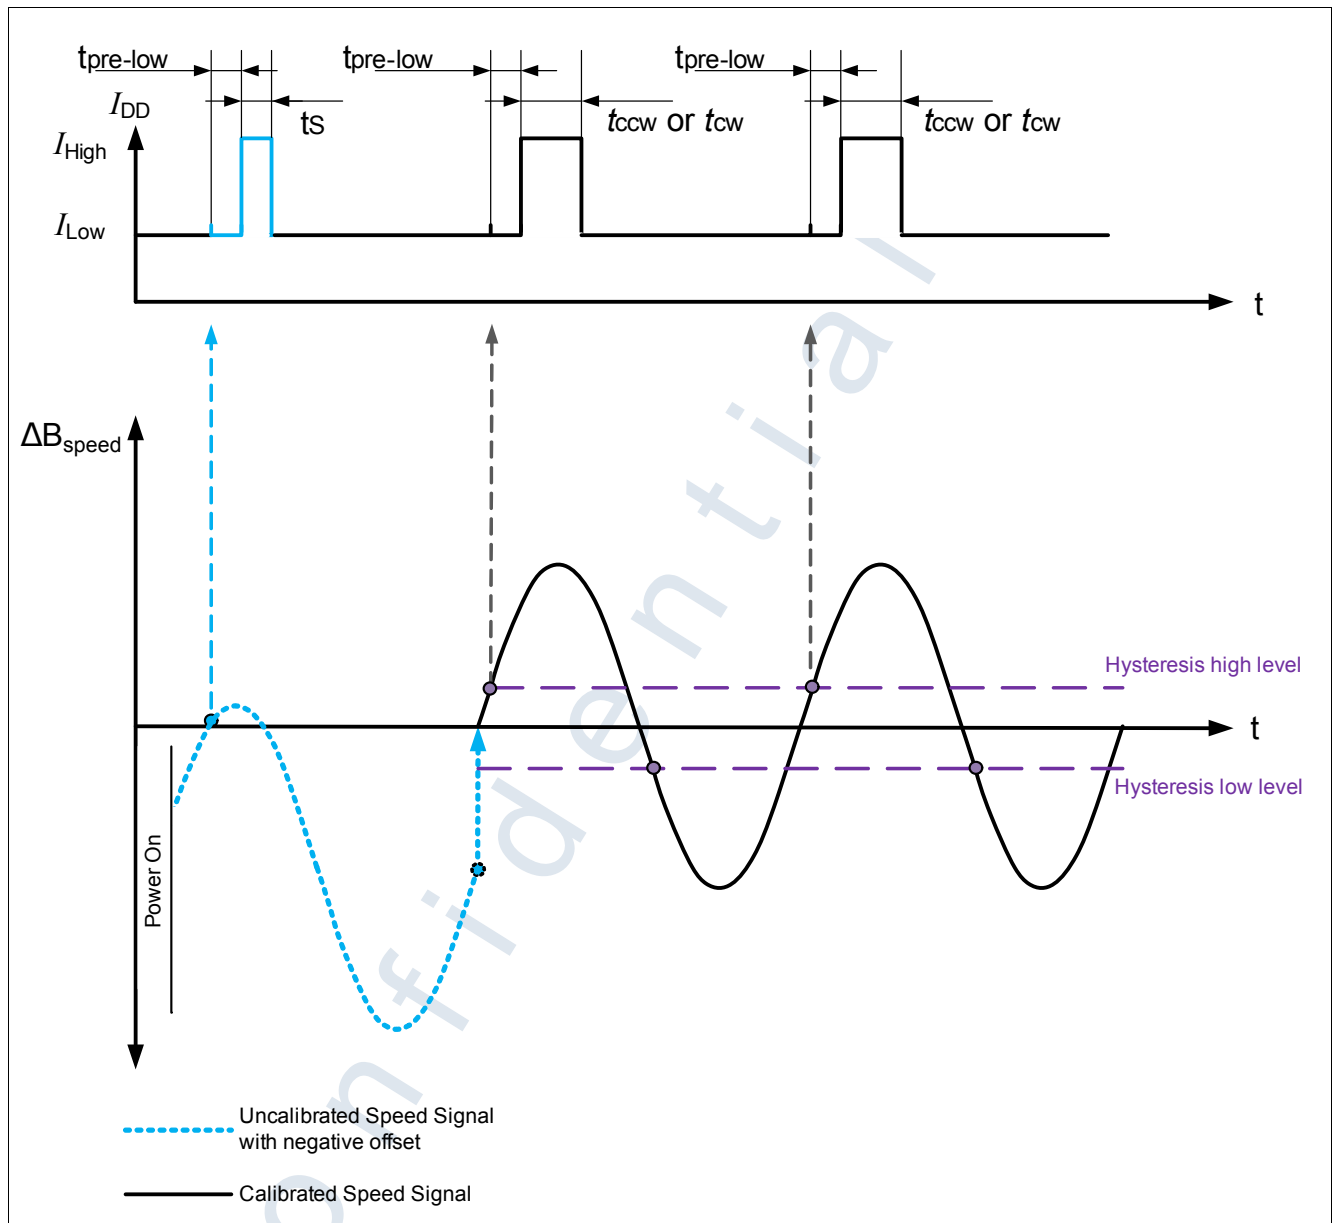 tpre-low tpre-low tpre-low
IDD
tS tccw or tcw tccw or tcw
IHigh
ILow
t
ΔBspeed
Hysteresis high level
t
Hysteresis low level
Power On
Uncalibrated Speed Signal
with negative offset
Calibrated Speed Signal
onfidential